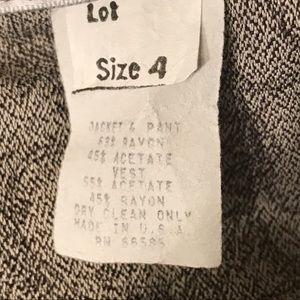 Lot
Size 4
JACKET & PANT
RAYON
45% ACETATE
VEST
55% ACETATE
45% RAYON
DRY CLEAN ONLY
MADE IN U.S.A.
RN 66585